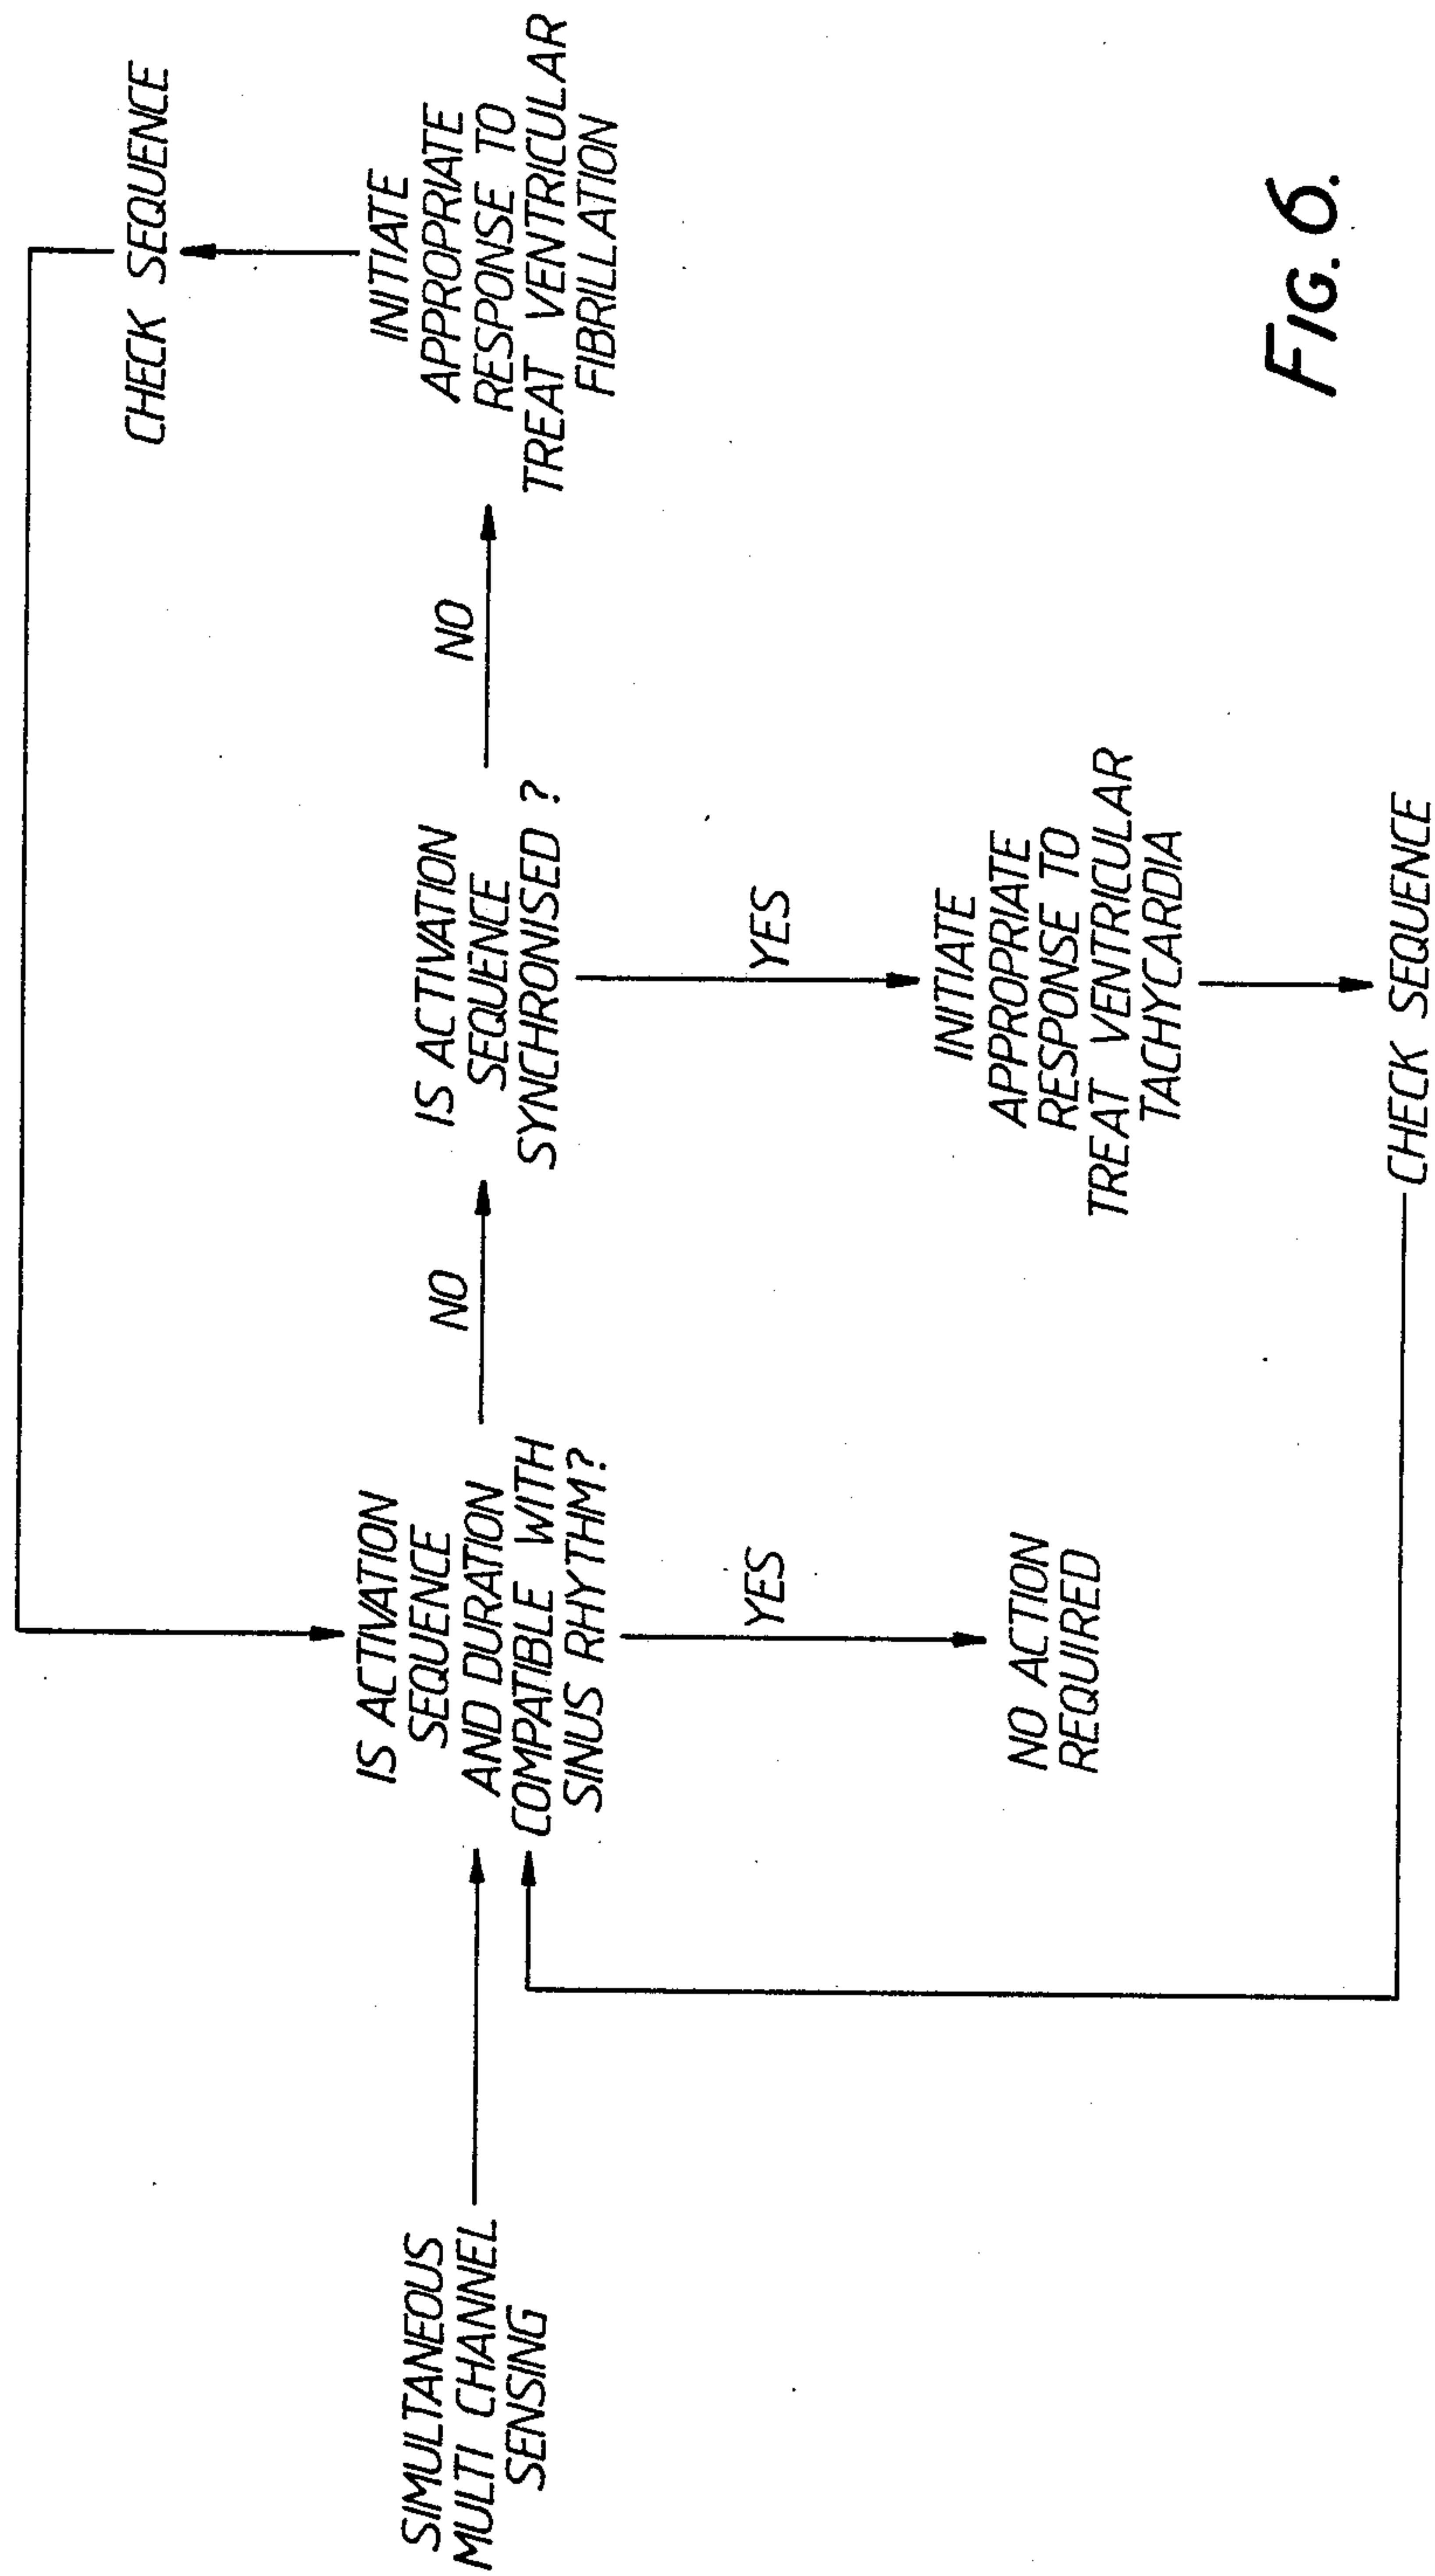 SIMULTANEOUS
MULTI CHANNEL
SENSING
IS ACTIVATION
SEQUENCE
AND DURATION
COMPATIBLE WITH
SINUS RHYTHM?
YES
NO ACTION
REQUIRED
NO
IS ACTIVATION
SEQUENCE
SYNCHRONISED ?
YES
INITIATE
APPROPRIATE
RESPONSE TO
TREAT VENTRICULAR
TACHYCARDIA
CHECK SEQUENCE
NO
INITIATE
APPROPRIATE
RESPONSE TO
TREAT VENTRICULAR
FIBRILLATION
CHECK SEQUENCE
FIG. 6.